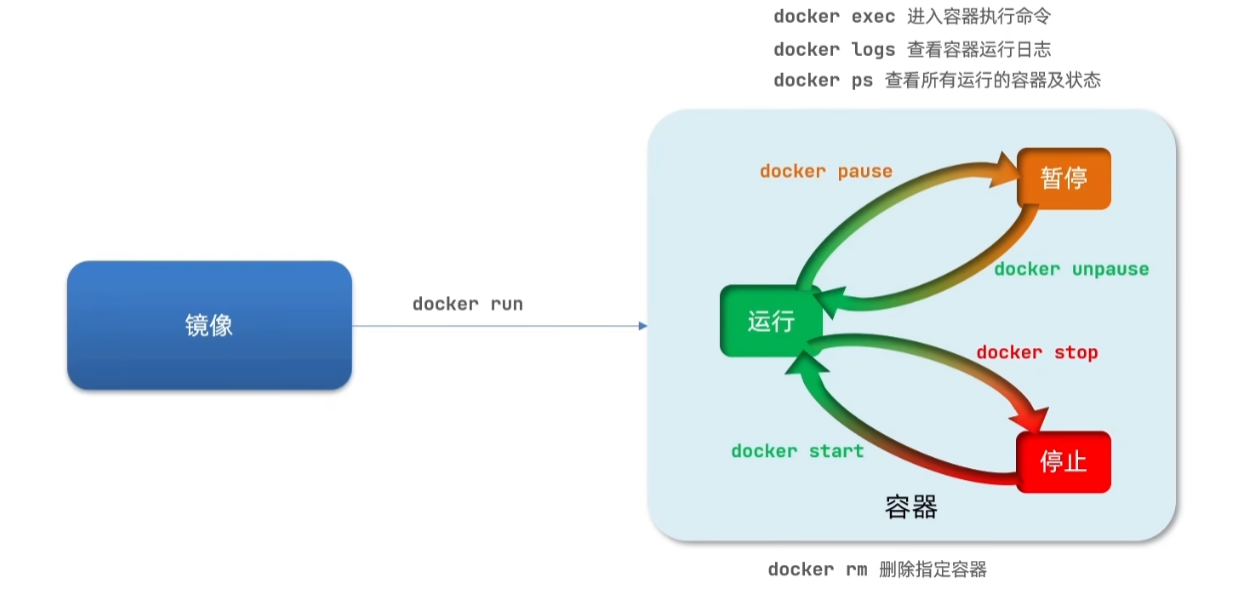 docker exec 进入容器执行命令
docker logs 查看容器运行日志
docker ps 查看所有运行的容器及状态
docker pause
暂停
docker unpause
镜像
docker run
运行
docker stop
docker start
停止
容器
docker rm 删除指定容器